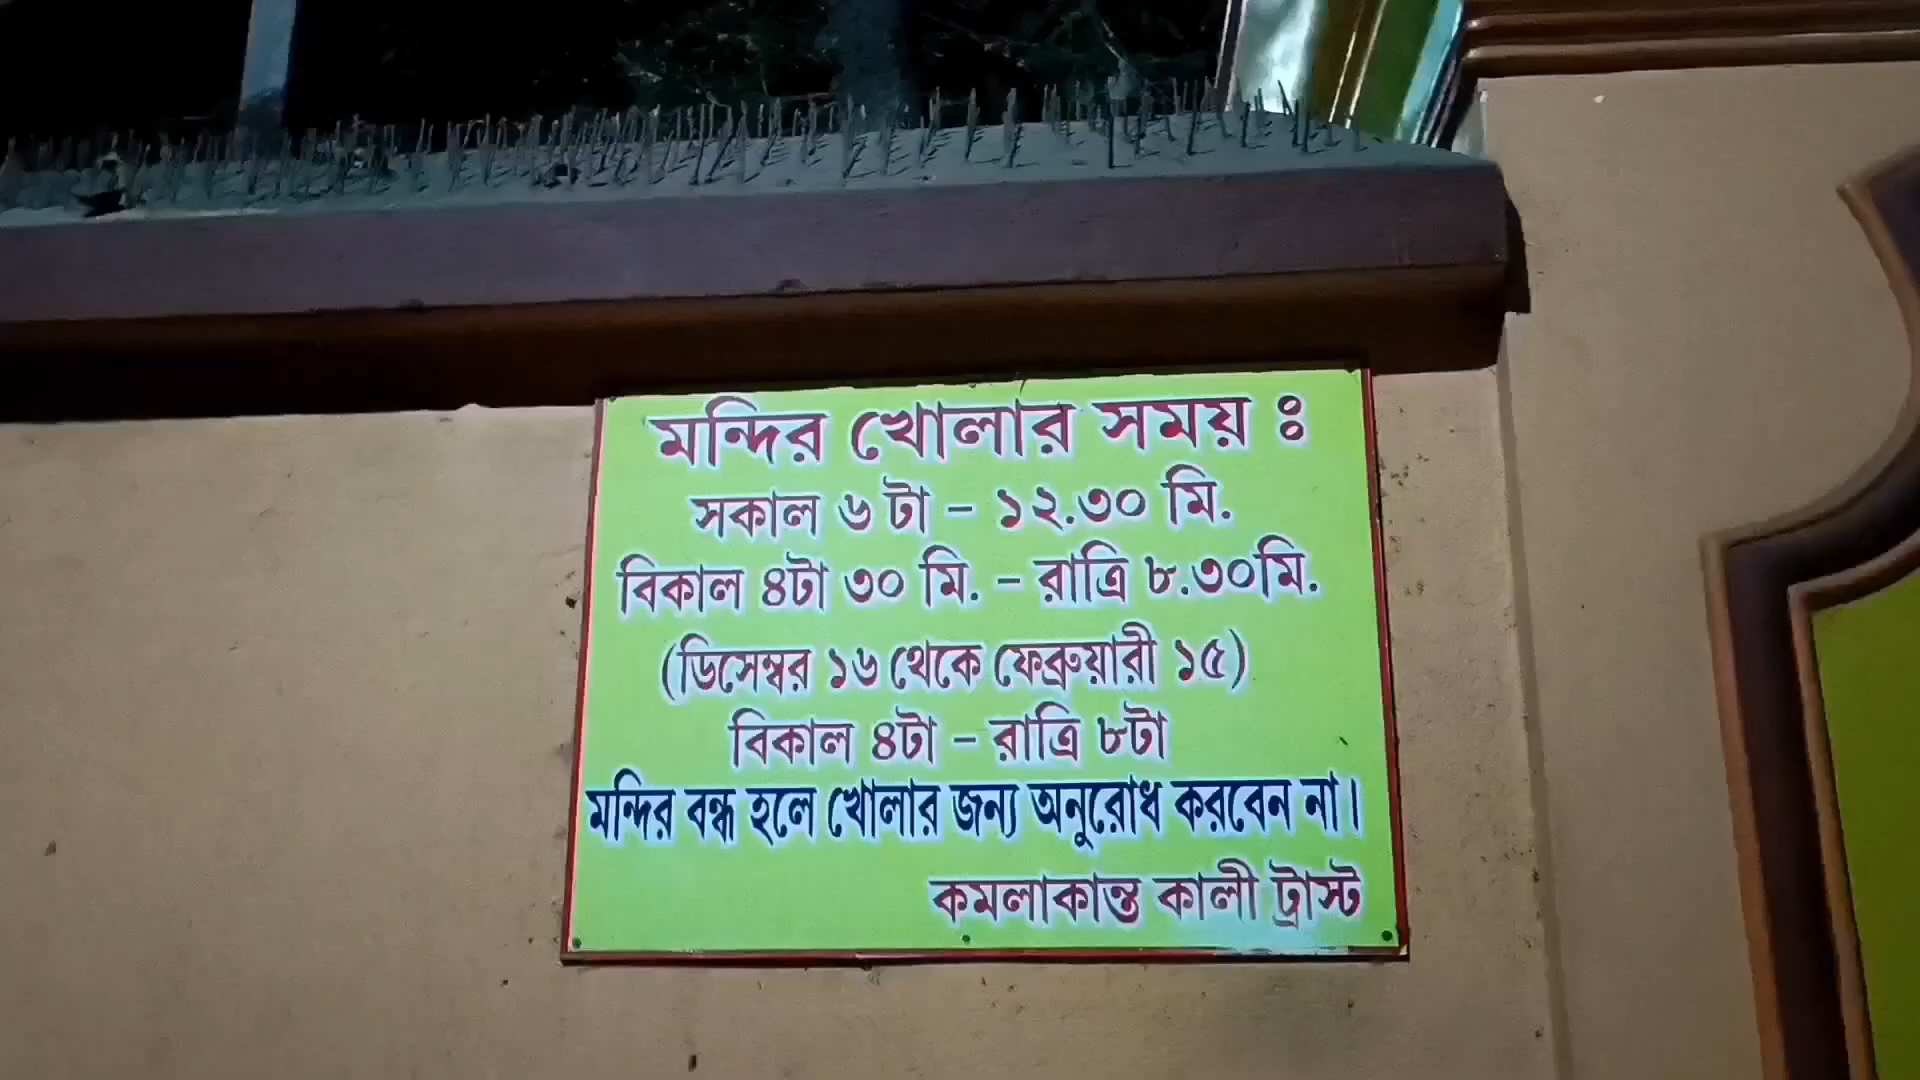 মন্দির খোলার সময় ঃ
সকাল ৬ টা - ১২.৩০ মি.
বিকাল ৪টা ৩০ মি. - রাত্রি ৮.৩০মি.
(ডিসেম্বর ১৬ থেকে ফেব্রুয়ারী ১৫)
বিকাল ৪টা - রাত্রি ৮টা
মন্দির বন্ধ হলে খোলার জন্য অনুরোধ করবেন না।
কমলাকান্ত কালী ট্রাস্ট